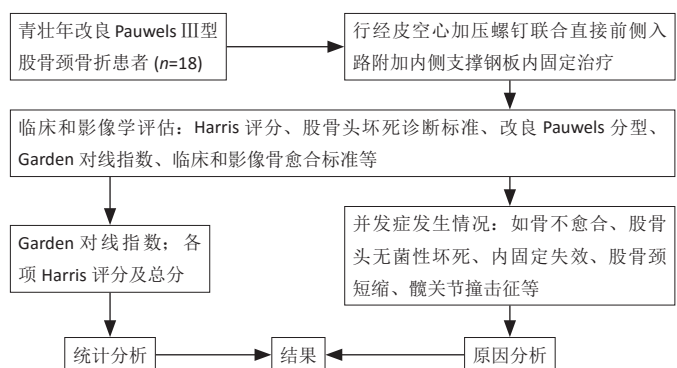 青壮年改良 Pauwels Ⅲ型
股骨颈骨折患者 (n=18)
行经皮空心加压螺钉联合直接前侧入
路附加内侧支撑钢板内固定治疗
临床和影像学评估：Harris 评分、股骨头坏死诊断标准、改良 Pauwels 分型、
Garden 对线指数、临床和影像骨愈合标准等
Garden 对线指数；各
项 Harris 评分及总分
并发症发生情况：如骨不愈合、股骨
头无菌性坏死、内固定失效、股骨颈
短缩、髋关节撞击征等
统计分析
结果
原因分析